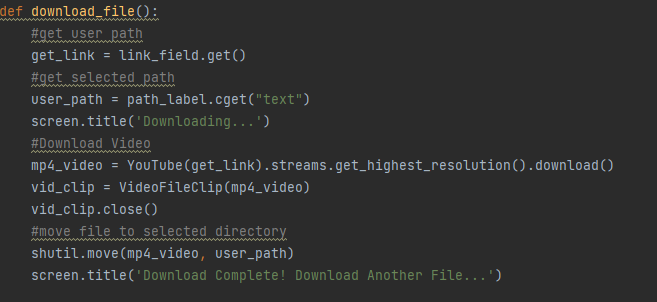 def download_file():
    #get user path
    get_link = link_field.get()
    #get selected path
    user_path = path_label.cget("text")
    screen.title('Downloading...')
    #Download Video
    mp4_video = YouTube(get_link).streams.get_highest_resolution().download()
    vid_clip = VideoFileClip(mp4_video)
    vid_clip.close()
    #move file to selected directory
    shutil.move(mp4_video, user_path)
    screen.title('Download Complete! Download Another File...')